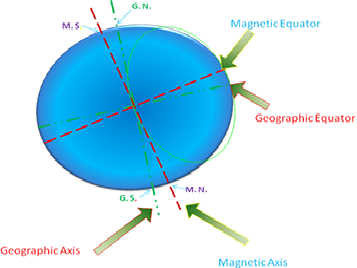 G. N.
M. S
Magnetic Equator
Geographic Equator
G. S.
M. N.
Geographic Axis
Magnetic Axis